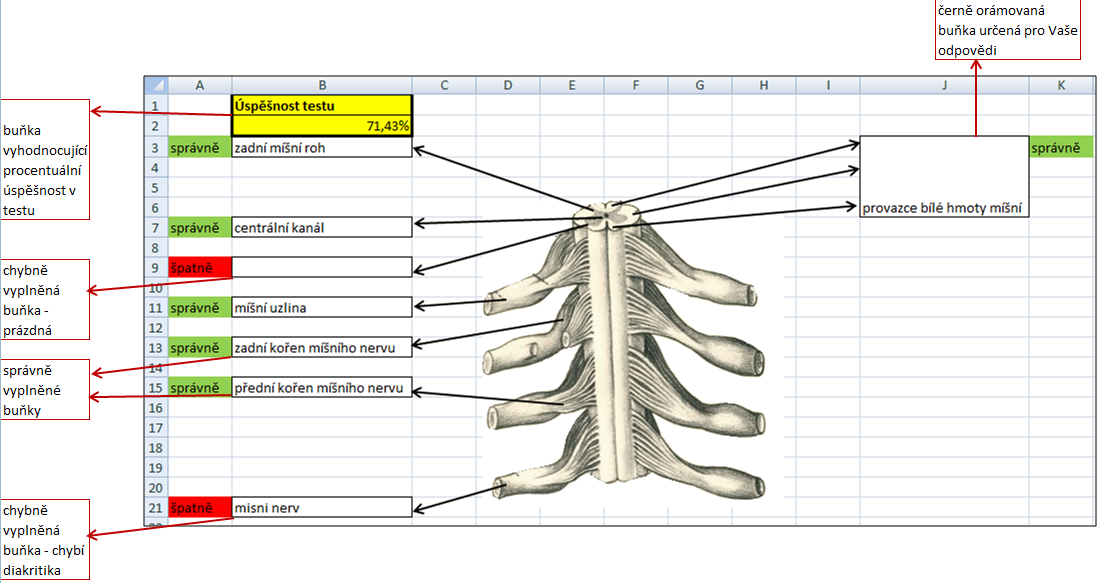 černě orámovaná
buňka určená pro Vaše
odpovědi
A B C D E F G H I J K
1 Úspěšnost testu
2 71,43%
buňka
vyhodnocující
procentuální
úspěšnost v
testu
3 správně zadní míšní roh správně
4
5
6 provazce bílé hmoty míšní
7 správně centrální kanál
8
9 špatně
10
chybně
vyplněná
buňka -
prázdná
11 správně míšní uzlina
12
13 správně zadní kořen míšního nervu
14
správně
vyplněné
buňky
15 správně přední kořen míšního nervu
16
17
18
19
20
21 špatně misni nerv
22
chybně
vyplněná
buňka - chybí
diakritika